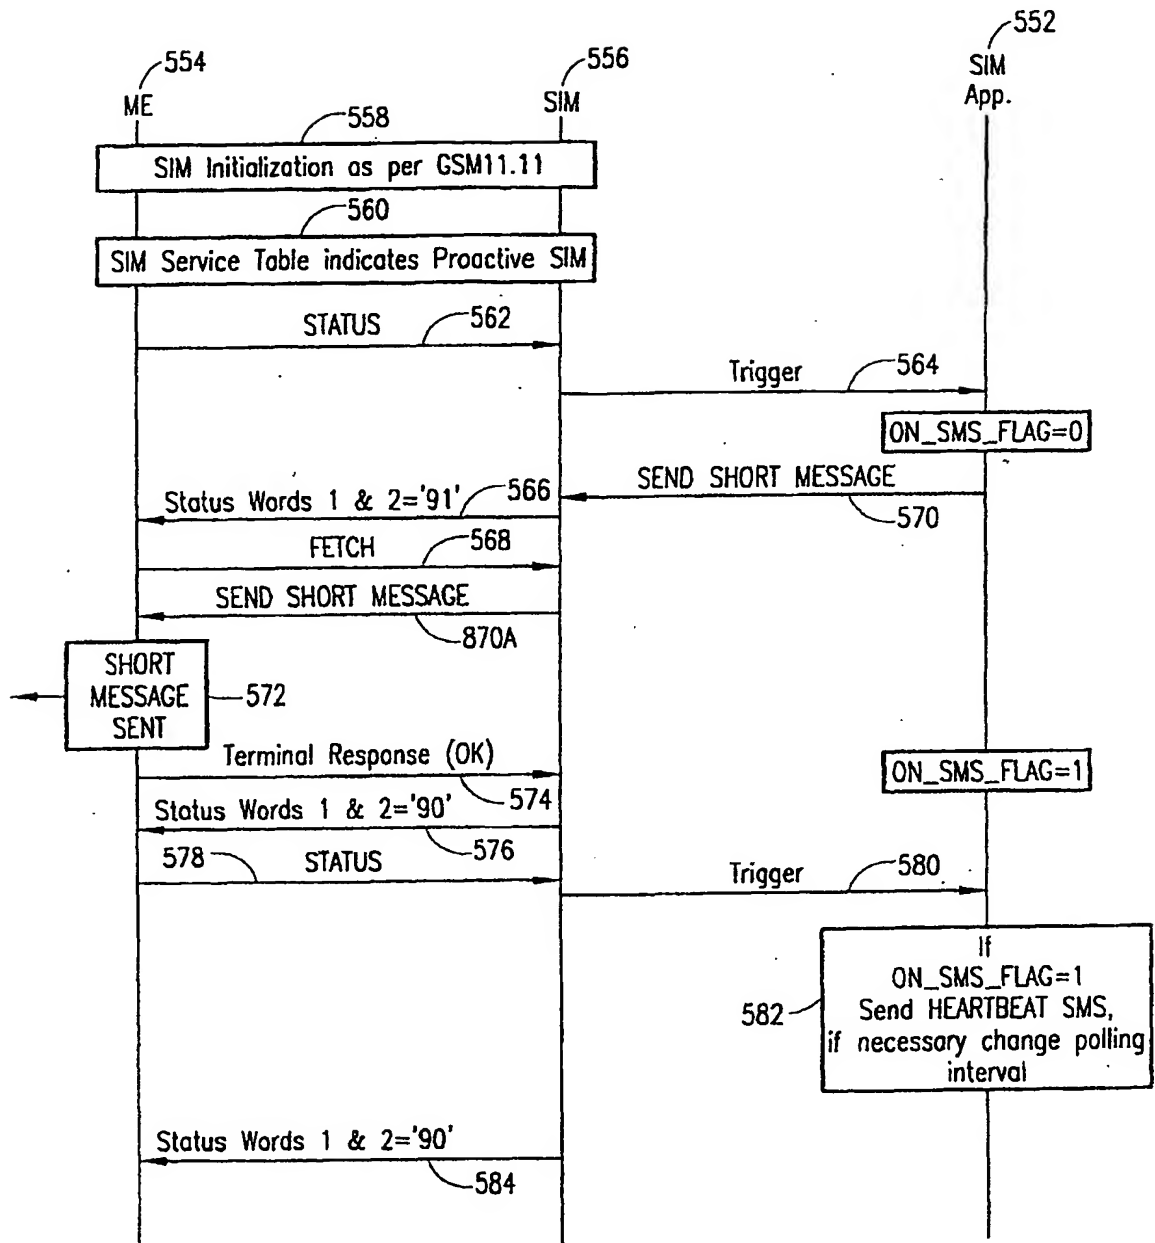 552
SIM
App.
554
ME
556
SIM
558
SIM Initialization as per GSM11.11
560
SIM Service Table indicates Proactive SIM
STATUS
562
Trigger
564
ON_SMS_FLAG=0
SEND SHORT MESSAGE
570
Status Words 1 & 2='91'
566
FETCH
568
SEND SHORT MESSAGE
870A
SHORT
MESSAGE
SENT
572
Terminal Response (OK)
574
ON_SMS_FLAG=1
Status Words 1 & 2='90'
576
578
STATUS
Trigger
580
If
ON_SMS_FLAG=1
Send HEARTBEAT SMS,
if necessary change polling
interval
582
Status Words 1 & 2='90'
584